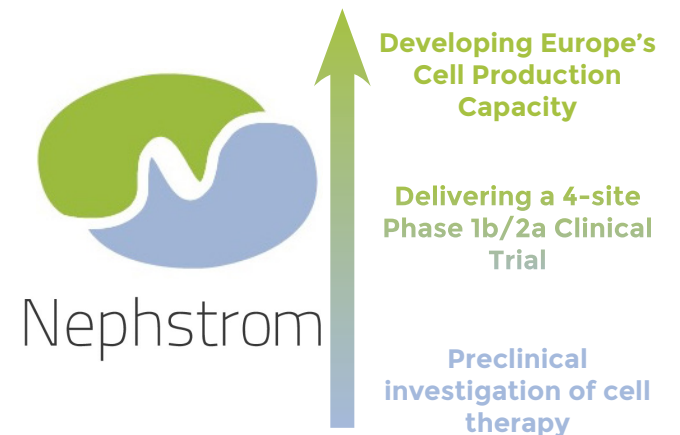 Developing Europe's
Cell Production
Capacity
Delivering a 4-site
Phase 1b/2a Clinical
Trial
Nephstrom
Preclinical
investigation of cell
therapy